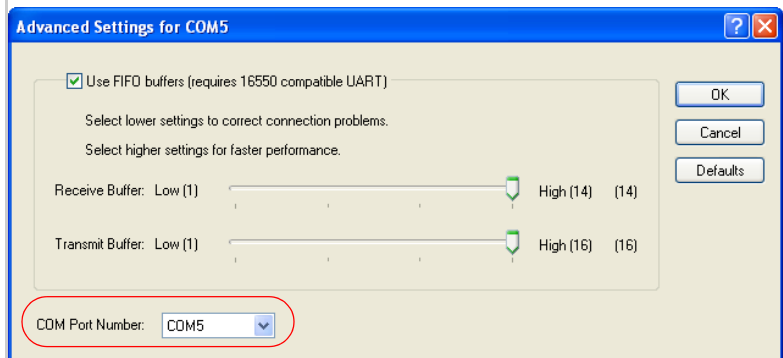 Advanced Settings for COM5
Use FIFO buffers (requires 16550 compatible UART)
OK
Select lower settings to correct connection problems.
Cancel
Select higher settings for faster performance.
Defaults
Receive Buffer: Low (1) High (14) (14)
Transmit Buffer: Low (1) High (16) (16)
COM Port Number: COM5